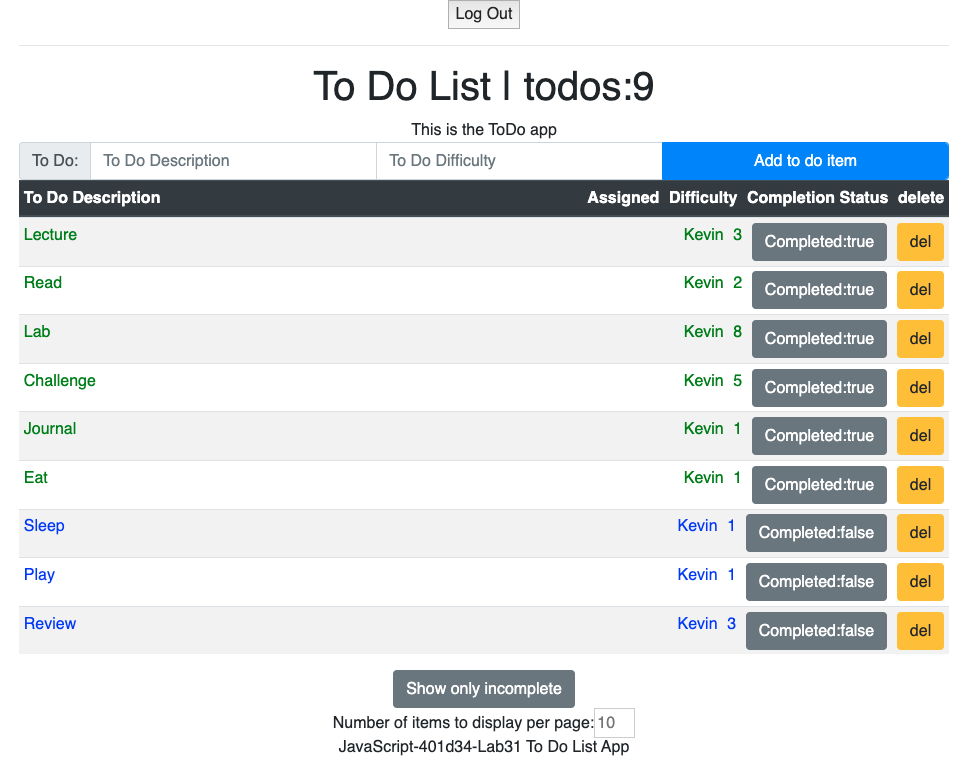 Log Out
To Do List | todos:9
This is the ToDo app
To Do: To Do Description To Do Difficulty Add to do item
To Do Description Assigned Difficulty Completion Status delete
Lecture Kevin 3 Completed:true del
Read Kevin 2 Completed:true del
Lab Kevin 8 Completed:true del
Challenge Kevin 5 Completed:true del
Journal Kevin 1 Completed:true del
Eat Kevin 1 Completed:true del
Sleep Kevin 1 Completed:false del
Play Kevin 1 Completed:false del
Review Kevin 3 Completed:false del
Show only incomplete
Number of items to display per page: 10
JavaScript-401d34-Lab31 To Do List App